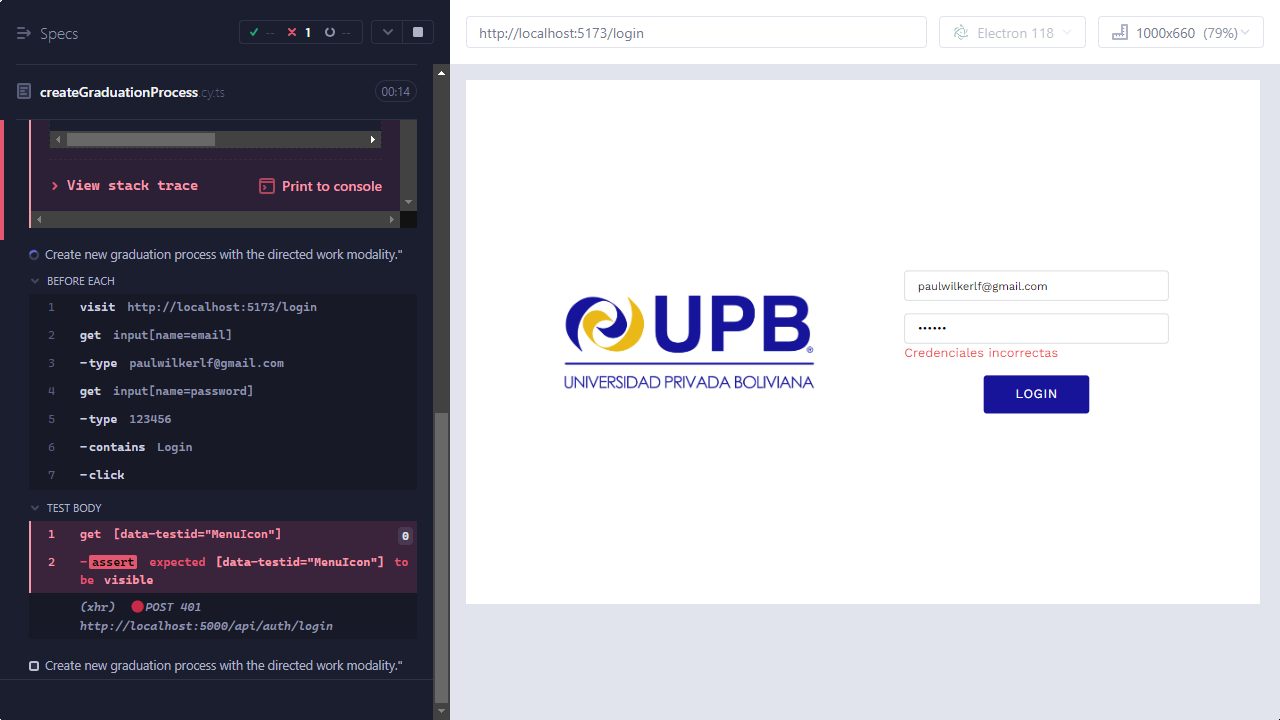 Specs
-- 1 --
createGraduationProcess.cy.ts 00:14
View stack trace Print to console
Create new graduation process with the directed work modality."
BEFORE EACH
1 visit http://localhost:5173/login
2 get input[name=email]
3 -type paulwilkerlf@gmail.com
4 get input[name=password]
5 -type 123456
6 -contains Login
7 -click
TEST BODY
1 get [data-testid="MenuIcon"] 0
2 -assert expected [data-testid="MenuIcon"] to
be visible
(xhr) POST 401
http://localhost:5000/api/auth/login
Create new graduation process with the directed work modality."
http://localhost:5173/login
Electron 118
1000x660 (79%)
UPB®
UNIVERSIDAD PRIVADA BOLIVIANA
paulwilkerlf@gmail.com
••••••
Credenciales incorrectas
LOGIN